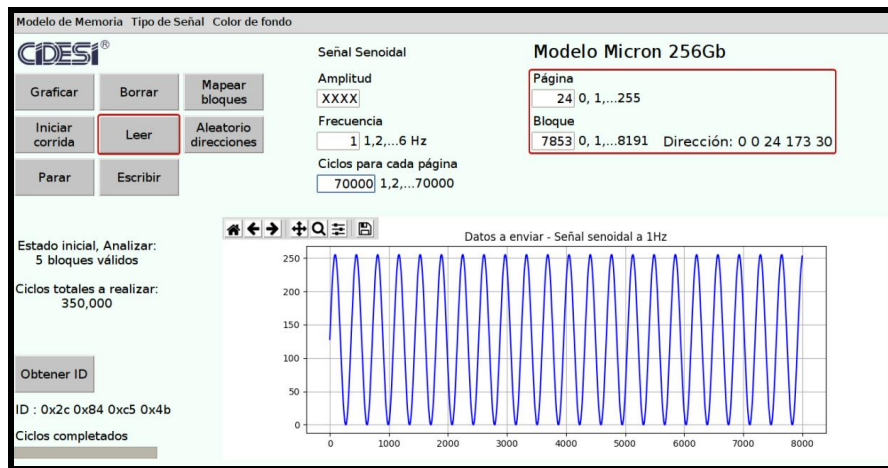 Modelo de Memoria Tipo de Señal Color de fondo
CIDESI®
Señal Senoidal
Modelo Micron 256Gb
Graficar
Borrar
Mapear
bloques
Iniciar
corrida
Leer
Aleatorio
direcciones
Parar
Escribir
Amplitud
XXXX
Frecuencia
1 1,2,...6 Hz
Ciclos para cada página
70000 1,2,...70000
Página
24 0, 1,...255
Bloque
7853 0, 1,...8191 Dirección: 0 0 24 173 30
Estado inicial, Analizar:
5 bloques válidos
Ciclos totales a realizar:
350,000
Obtener ID
ID : 0x2c 0x84 0xc5 0x4b
Ciclos completados
Datos a enviar - Señal senoidal a 1Hz
250
200
150
100
50
0
0 1000 2000 3000 4000 5000 6000 7000 8000